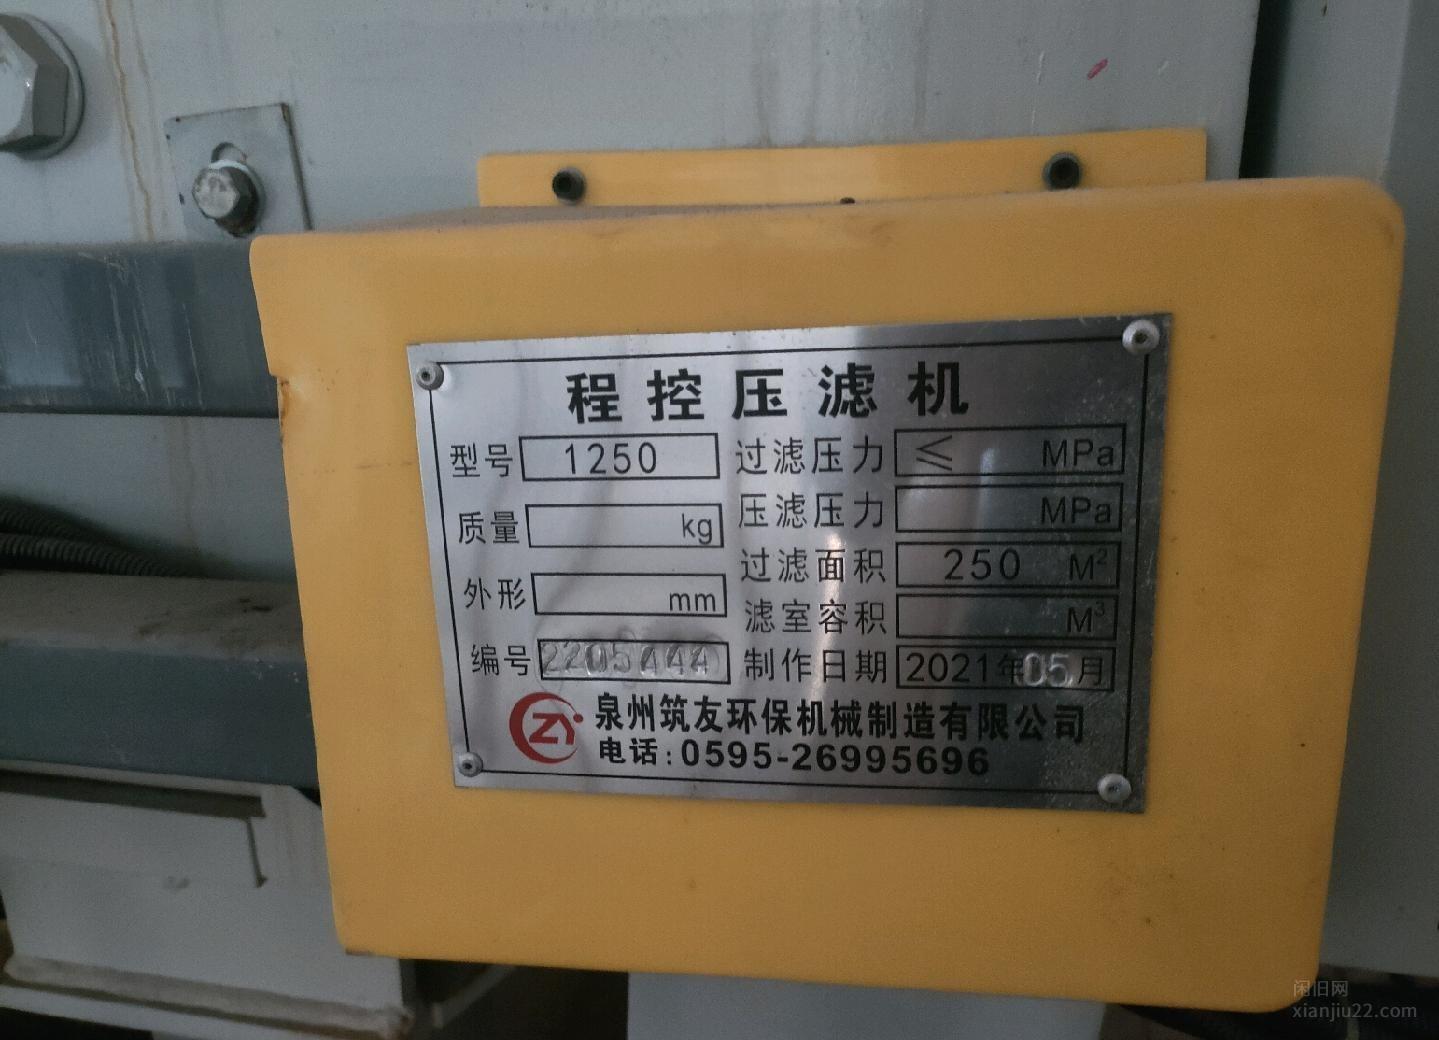 程控压滤机
型号 1250 过滤压力 ≤ MPa
质量 kg 压滤压力 MPa
外形 mm 过滤面积 250 M²
滤室容积 M³
编号 2205444 制作日期 2021年05月
ZY 泉州筑友环保机械制造有限公司
电话:0595-26995696
闲旧网
xianjiu22.com